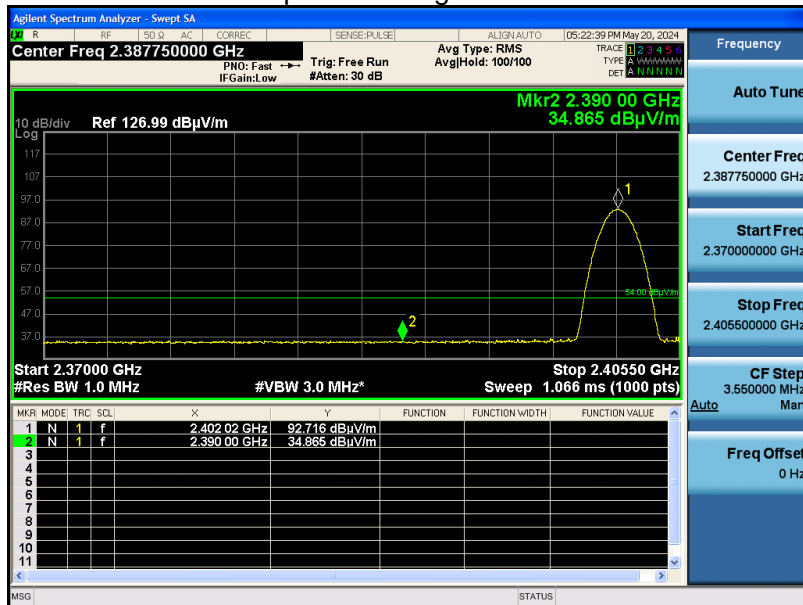 Agilent Spectrum Analyzer - Swept SA
LXI R RF 50 Ω AC CORREC SENSE:PULSE ALIGN AUTO 05:22:39 PM May 20, 2024
Center Freq 2.387750000 GHz
PNO: Fast
IFGain:Low
Trig: Free Run
#Atten: 30 dB
Avg Type: RMS
Avg|Hold: 100/100
TRACE 1 2 3 4 5 6
TYPE A WWWWW
DET A N N N N N
Mkr2 2.390 00 GHz
34.865 dBµV/m
10 dB/div Ref 126.99 dBµV/m
Log
117
107
97.0
87.0
77.0
67.0
57.0
47.0
37.0
1
54.00 dBµV/m
2
Start 2.37000 GHz Stop 2.40550 GHz
#Res BW 1.0 MHz #VBW 3.0 MHz* Sweep 1.066 ms (1000 pts)
MKR MODE TRC SCL X Y FUNCTION FUNCTION WIDTH FUNCTION VALUE
1 N 1 f 2.402 02 GHz 92.716 dBµV/m
2 N 1 f 2.390 00 GHz 34.865 dBµV/m
3
4
5
6
7
8
9
10
11
MSG STATUS
Frequency
Auto Tune
Center Freq
2.387750000 GHz
Start Freq
2.370000000 GHz
Stop Freq
2.405500000 GHz
CF Step
3.550000 MHz
Auto Man
Freq Offset
0 Hz